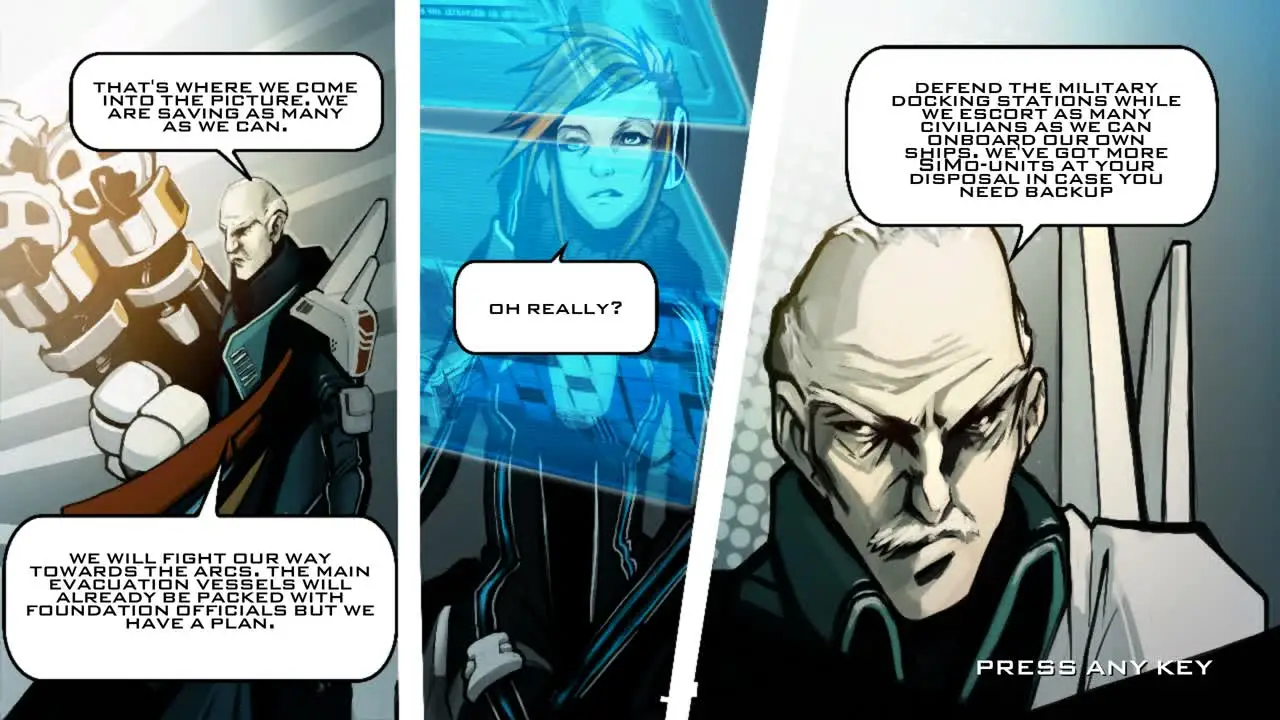 THAT'S WHERE WE COME
INTO THE PICTURE. WE
ARE SAVING AS MANY
AS WE CAN.
WE WILL FIGHT OUR WAY
TOWARDS THE ARCS. THE MAIN
EVACUATION VESSELS WILL
ALREADY BE PACKED WITH
FOUNDATION OFFICIALS BUT WE
HAVE A PLAN.
OH REALLY?
DEFEND THE MILITARY
DOCKING STATIONS WHILE
WE ESCORT AS MANY
CIVILIANS AS WE CAN
ONBOARD OUR OWN
SHIPS. WE'VE GOT MORE
SIMO-UNITS AT YOUR
DISPOSAL IN CASE YOU
NEED BACKUP
PRESS ANY KEY